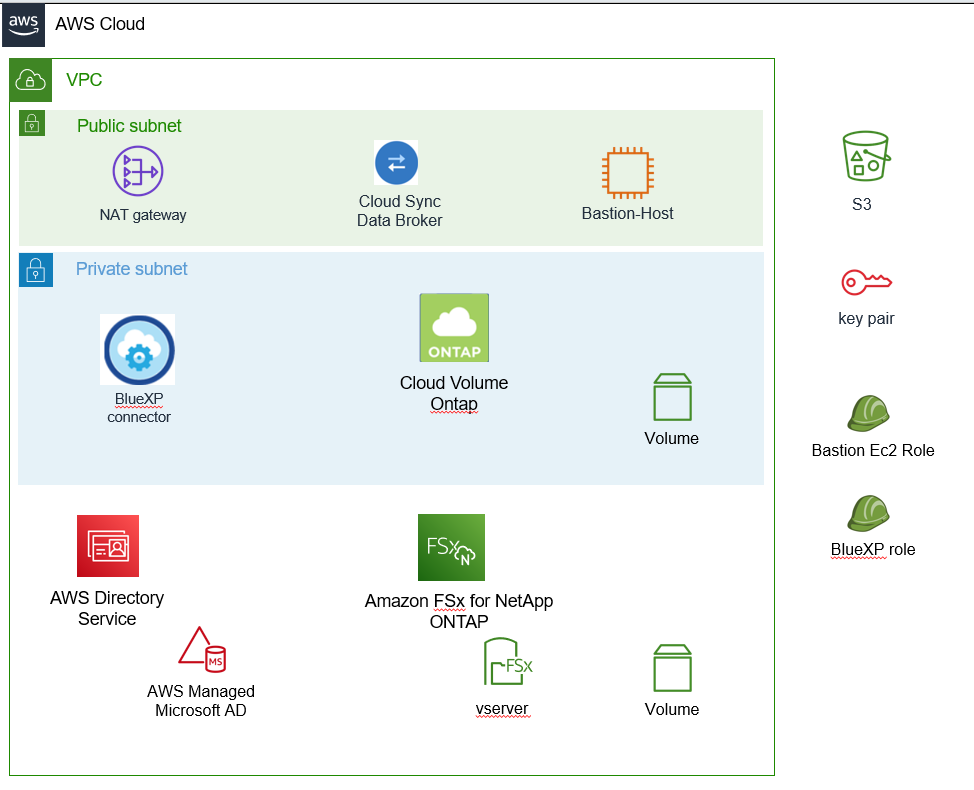 aws
AWS Cloud
VPC
Public subnet
NAT gateway
Cloud Sync
Data Broker
Bastion-Host
S3
Private subnet
BlueXP
connector
ONTAP
Cloud Volume
Ontap
Volume
key pair
Bastion Ec2 Role
BlueXP role
AWS Directory
Service
MS
AWS Managed
Microsoft AD
FSx
N
Amazon FSx for NetApp
ONTAP
FSx
vserver
Volume